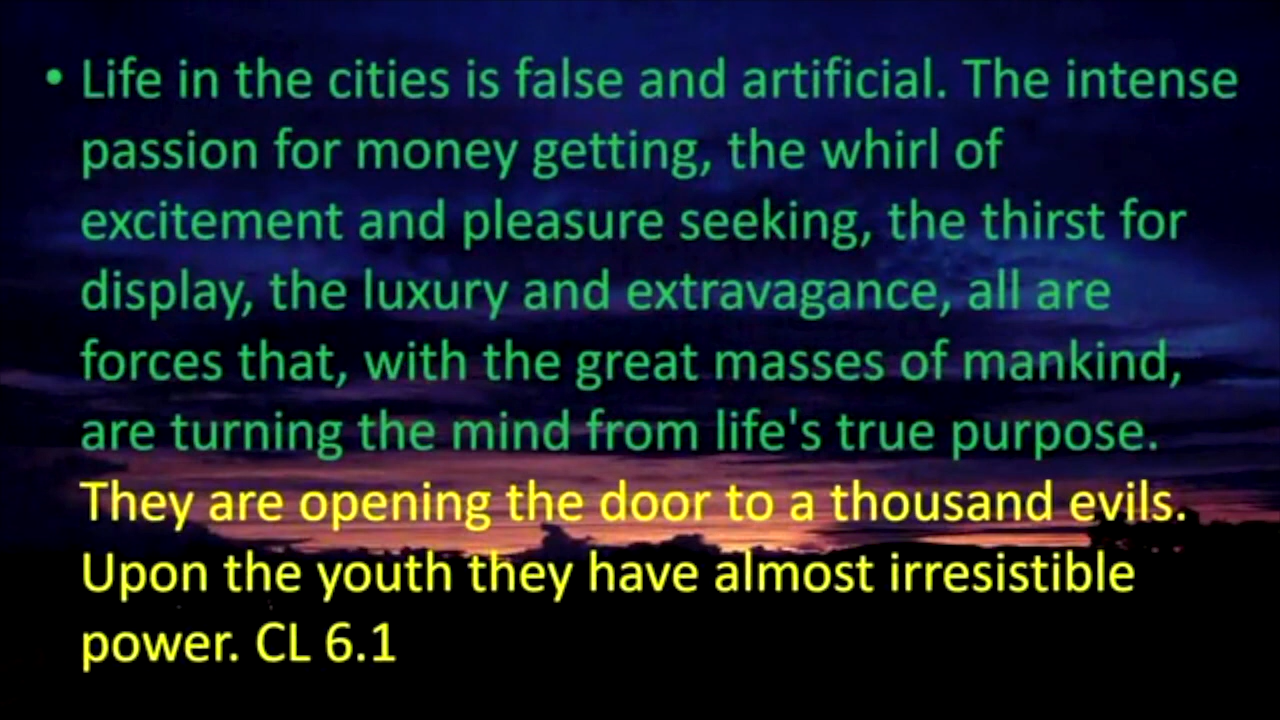 • Life in the cities is false and artificial. The intense
passion for money getting, the whirl of
excitement and pleasure seeking, the thirst for
display, the luxury and extravagance, all are
forces that, with the great masses of mankind,
are turning the mind from life's true purpose.
They are opening the door to a thousand evils.
Upon the youth they have almost irresistible
power. CL 6.1